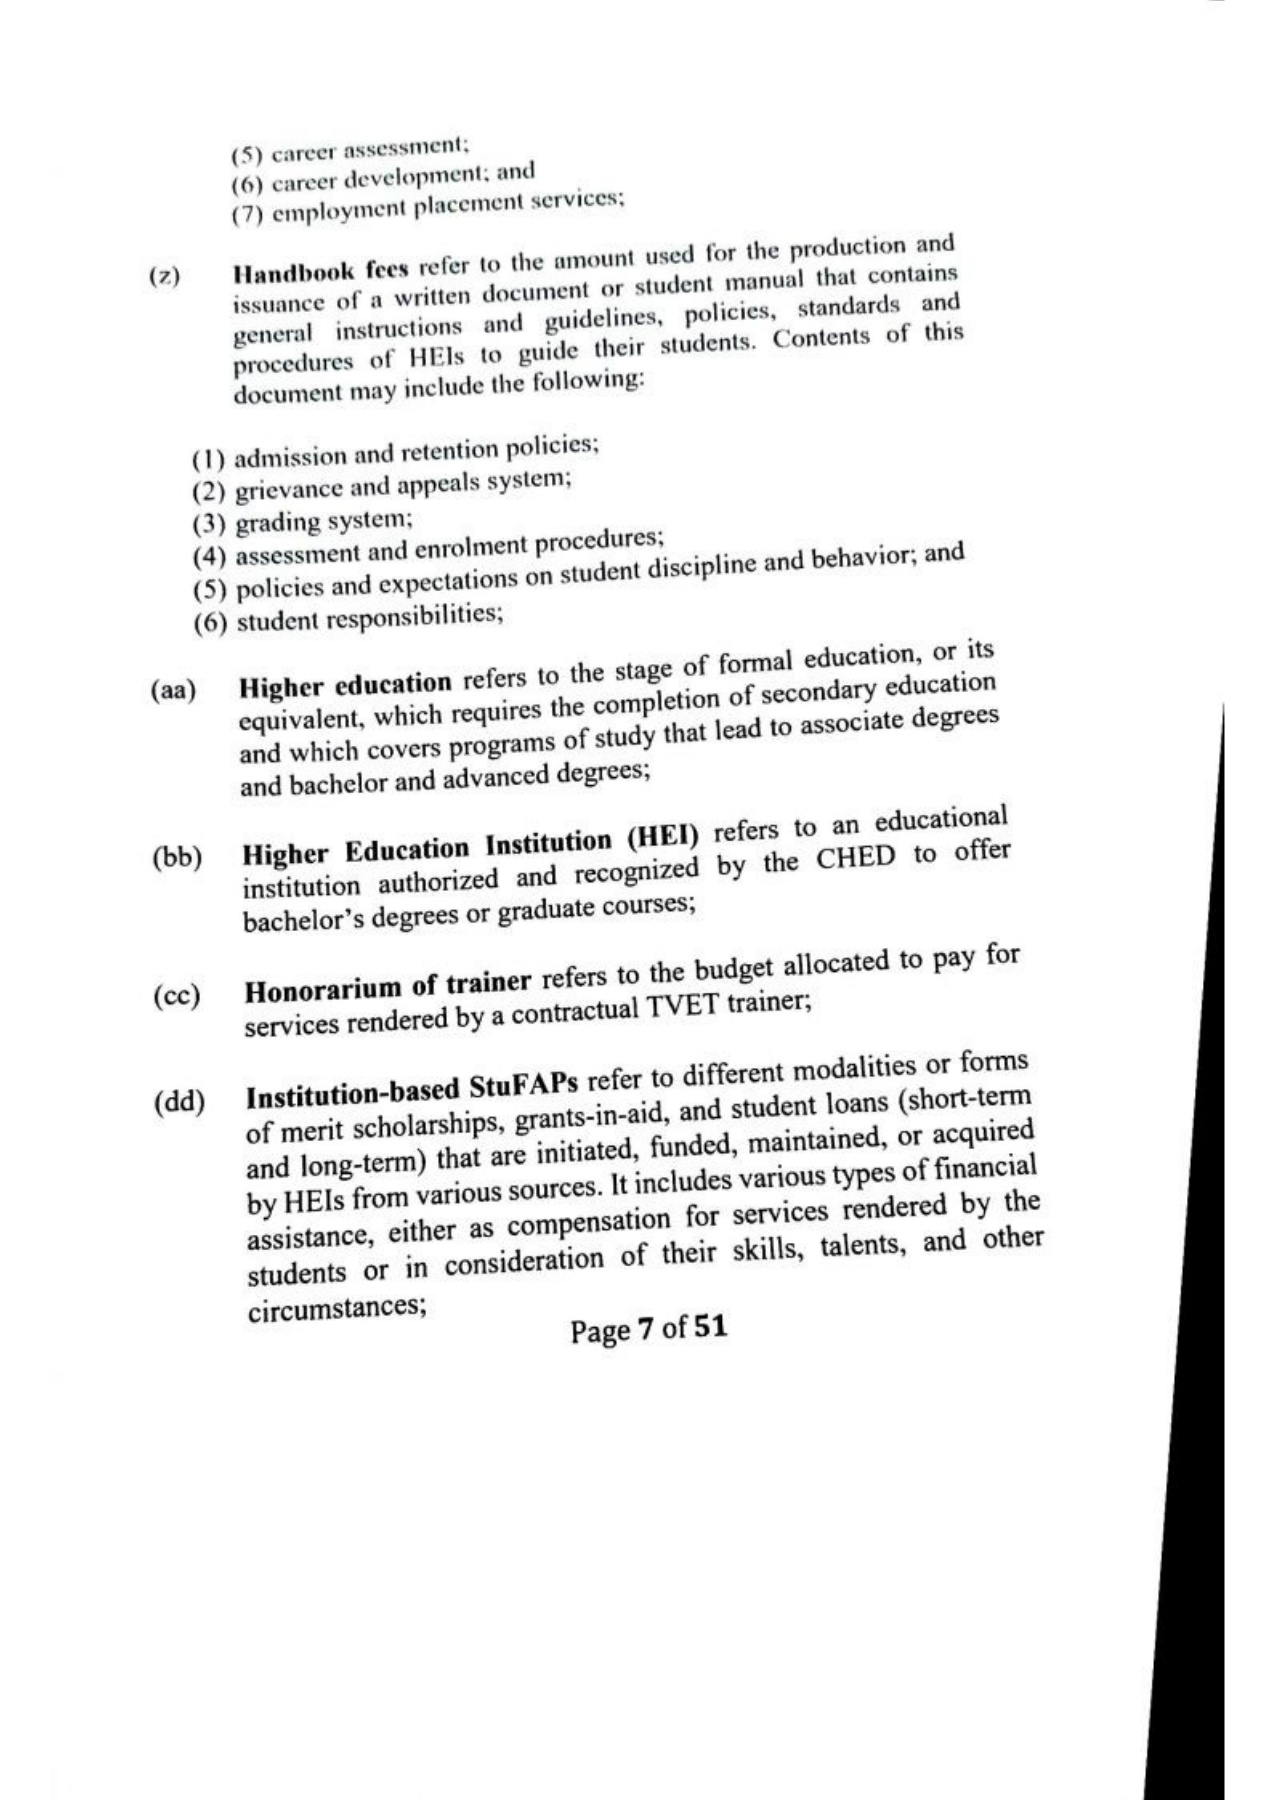 (5) career assessment;
(6) career development; and
(7) employment placement services;
(z) Handbook fees refer to the amount used for the production and
issuance of a written document or student manual that contains
general instructions and guidelines, policies, standards and
procedures of HEIs to guide their students. Contents of this
document may include the following:
(1) admission and retention policies;
(2) grievance and appeals system;
(3) grading system;
(4) assessment and enrolment procedures;
(5) policies and expectations on student discipline and behavior; and
(6) student responsibilities;
(aa) Higher education refers to the stage of formal education, or its
equivalent, which requires the completion of secondary education
and which covers programs of study that lead to associate degrees
and bachelor and advanced degrees;
(bb) Higher Education Institution (HEI) refers to an educational
institution authorized and recognized by the CHED to offer
bachelor's degrees or graduate courses;
(cc) Honorarium of trainer refers to the budget allocated to pay for
services rendered by a contractual TVET trainer;
(dd) Institution-based StuFAPs refer to different modalities or forms
of merit scholarships, grants-in-aid, and student loans (short-term
and long-term) that are initiated, funded, maintained, or acquired
by HEIs from various sources. It includes various types of financial
assistance, either as compensation for services rendered by the
students or in consideration of their skills, talents, and other
circumstances;
Page 7 of 51